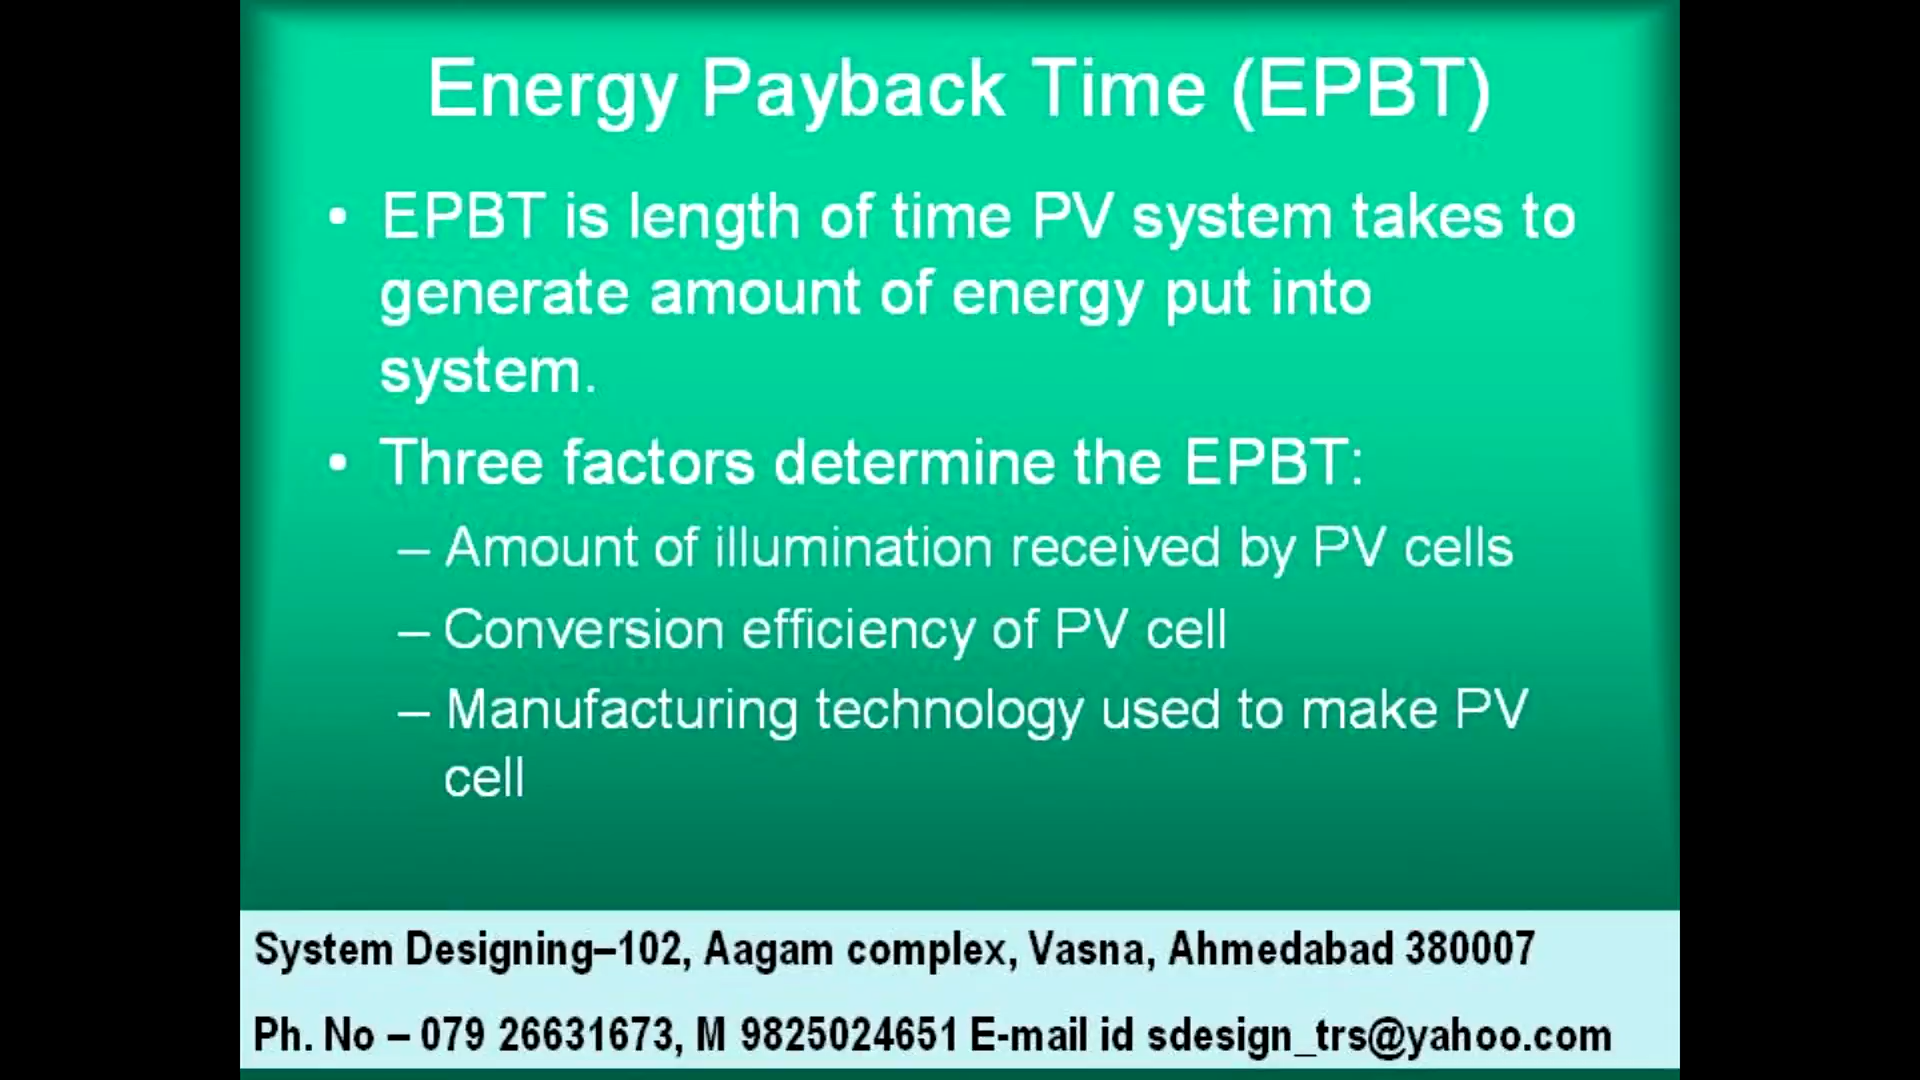 Energy Payback Time (EPBT)
• EPBT is length of time PV system takes to
generate amount of energy put into
system.
• Three factors determine the EPBT:
– Amount of illumination received by PV cells
– Conversion efficiency of PV cell
– Manufacturing technology used to make PV
cell
System Designing–102, Aagam complex, Vasna, Ahmedabad 380007
Ph. No – 079 26631673, M 9825024651 E-mail id sdesign_trs@yahoo.com